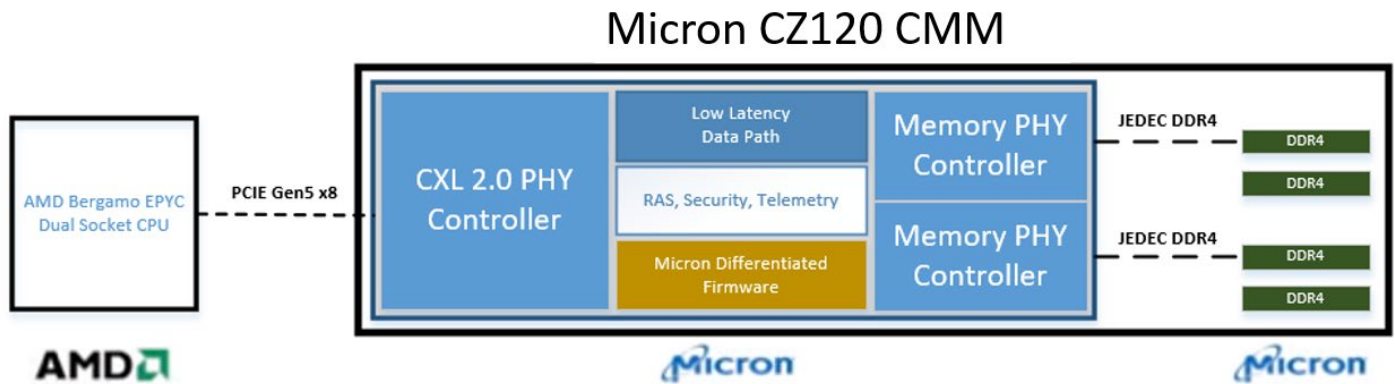 Micron CZ120 CMM
AMD Bergamo EPYC
Dual Socket CPU
PCIE Gen5 x8
CXL 2.0 PHY
Controller
Low Latency
Data Path
RAS, Security, Telemetry
Micron Differentiated
Firmware
Memory PHY
Controller
Memory PHY
Controller
JEDEC DDR4
DDR4
DDR4
JEDEC DDR4
DDR4
DDR4
AMD
Micron
Micron